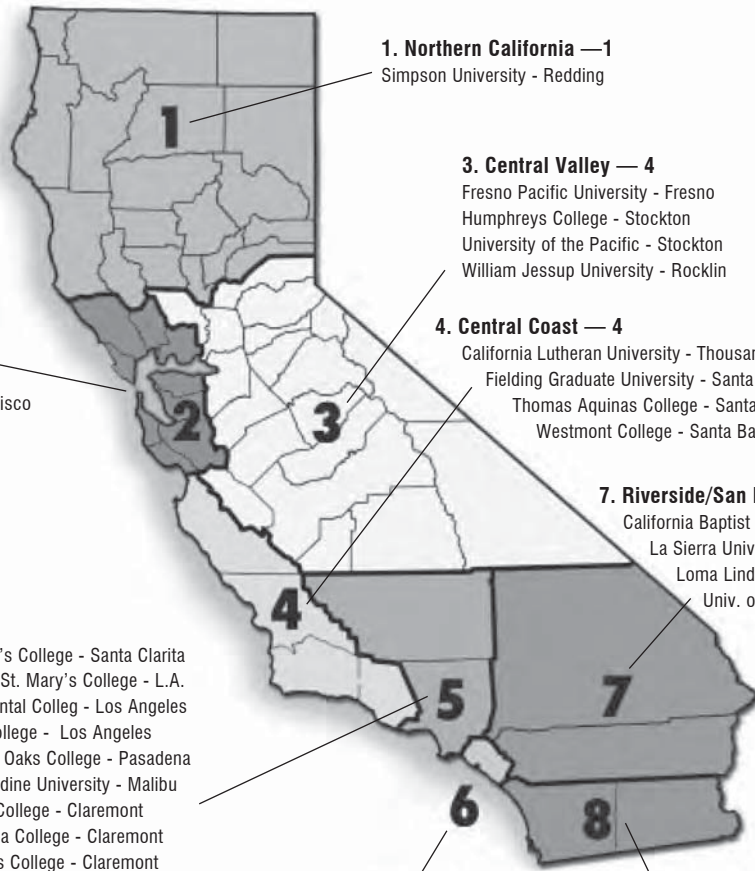 1. Northern California —1
Simpson University - Redding
3. Central Valley — 4
Fresno Pacific University - Fresno
Humphreys College - Stockton
University of the Pacific - Stockton
William Jessup University - Rocklin
4. Central Coast — 4
California Lutheran University - Thousan
Fielding Graduate University - Santa
Thomas Aquinas College - Santa
Westmont College - Santa Ba
isco
7. Riverside/San
California Baptist
La Sierra Univ
Loma Lind
Univ. o
's College - Santa Clarita
St. Mary's College - L.A.
ntal Colleg - Los Angeles
ollege - Los Angeles
Oaks College - Pasadena
dine University - Malibu
College - Claremont
a College - Claremont
s College - Claremont
1
2
3
4
5
6
7
8